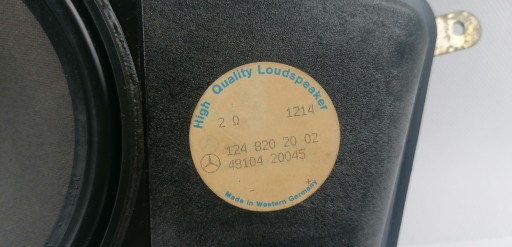 High Quality Loudspeaker
2 Ω 1214
124 820 20 02
49104 20045
Made in Western Germany